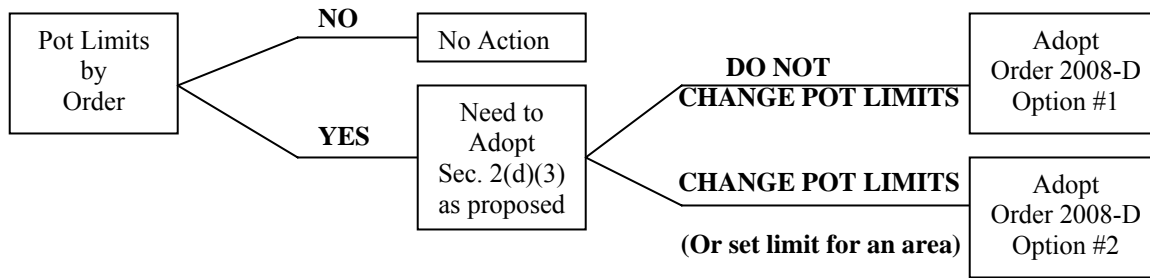 Pot Limits
by
Order
NO
No Action
YES
Need to
Adopt
Sec. 2(d)(3)
as proposed
DO NOT
CHANGE POT LIMITS
Adopt
Order 2008-D
Option #1
CHANGE POT LIMITS
(Or set limit for an area)
Adopt
Order 2008-D
Option #2